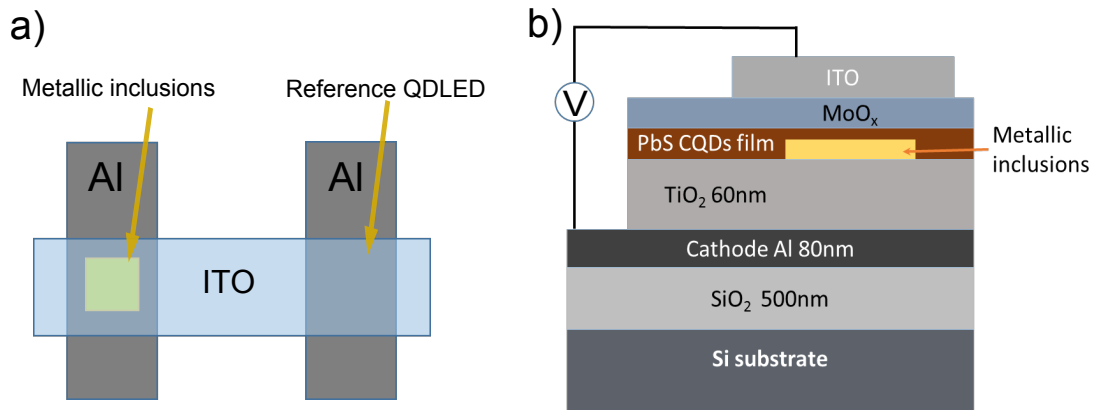 a)
Metallic inclusions
Reference QDLED
Al
Al
ITO
b)
V
ITO
MoOₓ
PbS CQDs film
Metallic
inclusions
TiO₂ 60nm
Cathode Al 80nm
SiO₂ 500nm
Si substrate